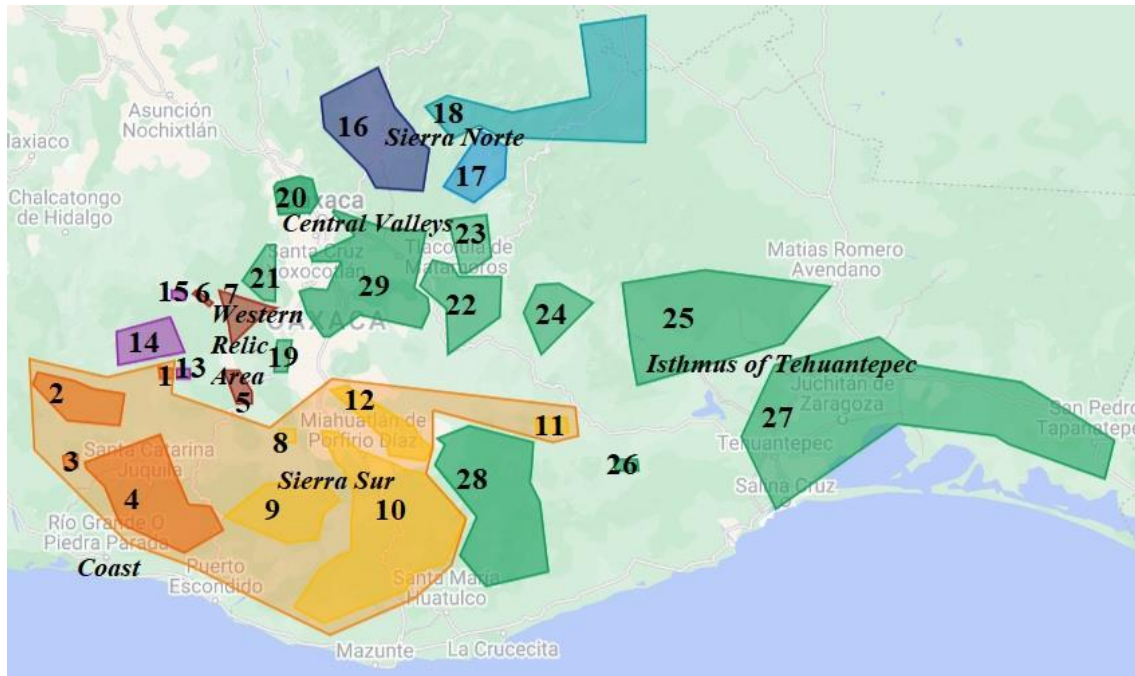 Asunción
Nochixtlán
laxiaco
Chalcatongo
de Hidalgo
16
18
Sierra Norte
17
20
xaca
Central Valleys
Santa Cruz
oxocotlán
23
Tlacolula de
Matamoros
Matias Romero
Avendano
15
6
7
21
29
22
24
25
Western
OAXACA
14
Relic
19
Area
13
1
5
2
Isthmus of Tehuantepec
Juchitán de
Zaragoza
San Pedro
Tapanatepec
12
Miahuatlán de
Porfirio Díaz
11
8
27
Tehuantepec
Santa Catarina
Juquila
3
Sierra Sur
28
26
Salina Cruz
4
9
10
Río Grande O
Piedra Parada
Coast
Puerto
Escondido
Santa María
Huatulco
Mazunte
La Crucecita